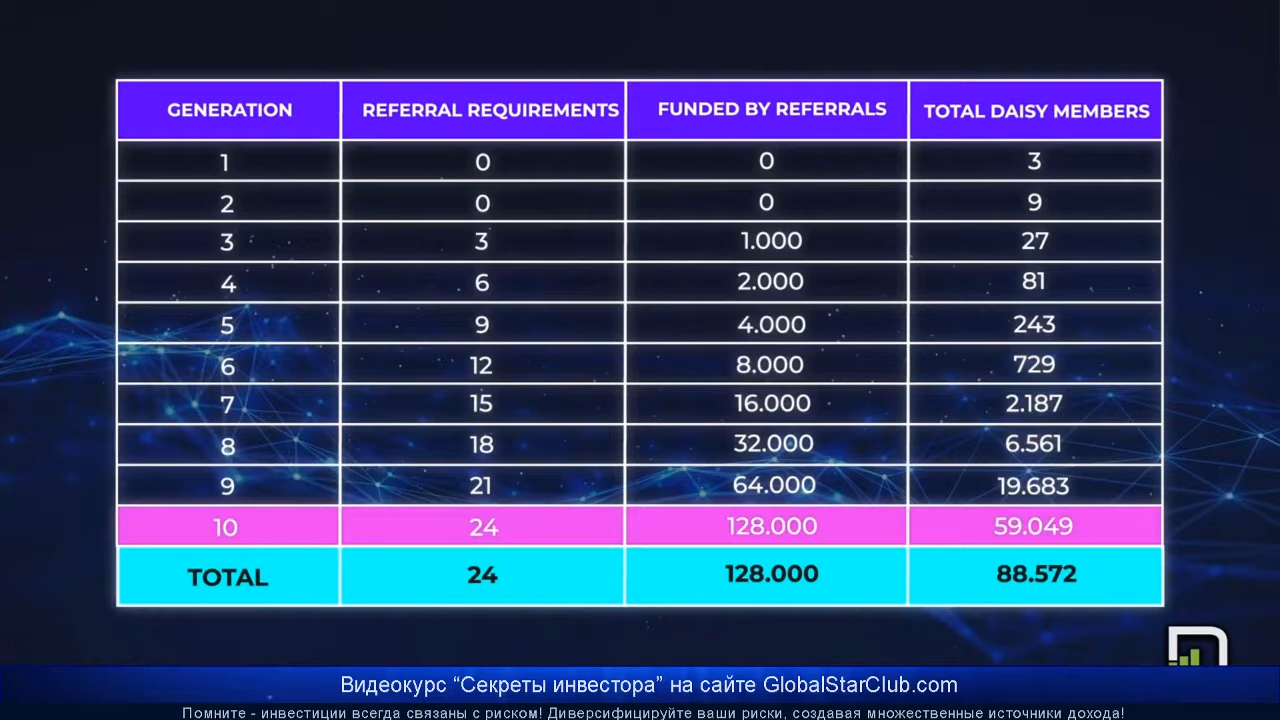 GENERATION REFERRAL REQUIREMENTS FUNDED BY REFERRALS TOTAL DAISY MEMBERS
1 0 0 3
2 0 0 9
3 3 1.000 27
4 6 2.000 81
5 9 4.000 243
6 12 8.000 729
7 15 16.000 2.187
8 18 32.000 6.561
9 21 64.000 19.683
10 24 128.000 59.049
TOTAL 24 128.000 88.572
Видеокурс “Секреты инвестора” на сайте GlobalStarClub.com
Помните - инвестиции всегда связаны с риском! Диверсифицируйте ваши риски, создавая множественные источники дохода!